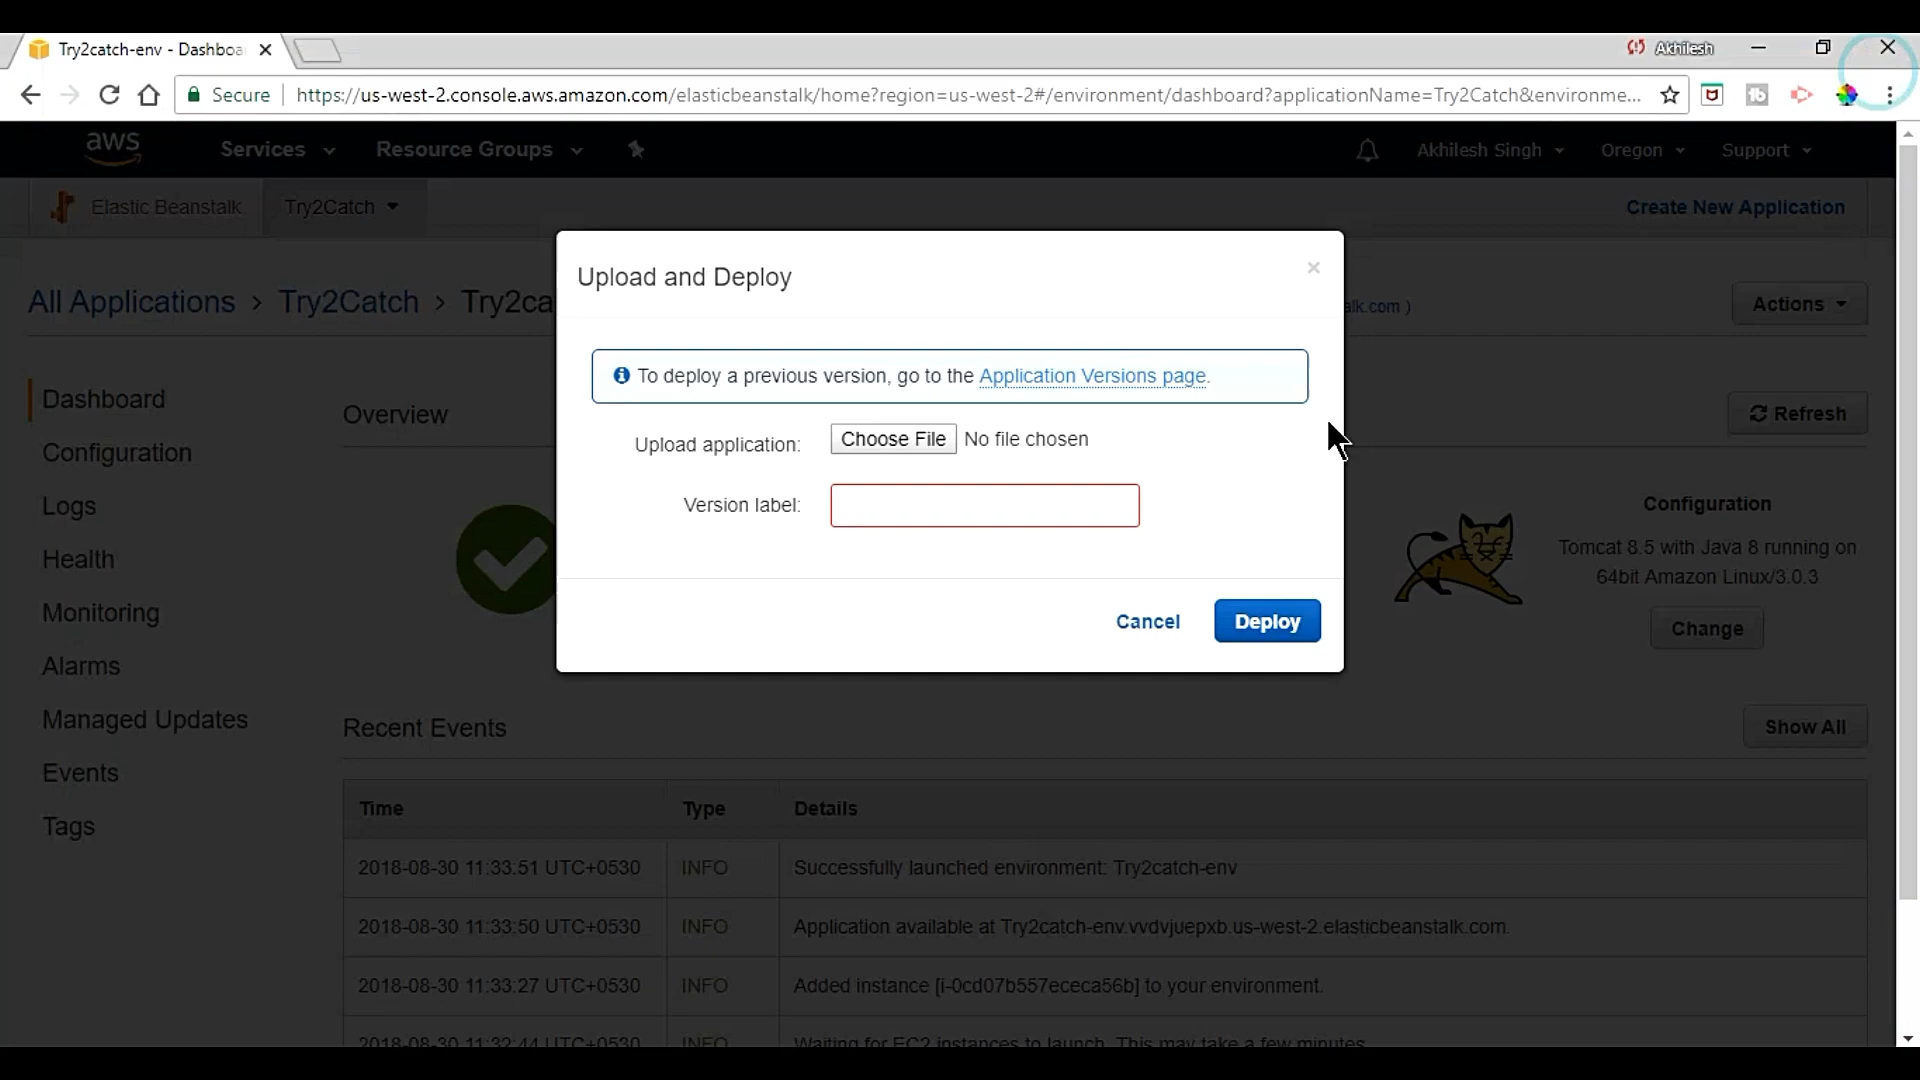 Try2catch-env - Dashboa
Akhilesh
Secure https://us-west-2.console.aws.amazon.com/elasticbeanstalk/home?region=us-west-2#/environment/dashboard?applicationName=Try2Catch&environme...
aws Services Resource Groups Akhilesh Singh Oregon Support
Elastic Beanstalk Try2Catch Create New Application
All Applications > Try2Catch > Try2ca
alk.com )
Actions
Upload and Deploy
×
To deploy a previous version, go to the Application Versions page.
Upload application: Choose File No file chosen
Version label:
Cancel Deploy
Dashboard
Configuration
Logs
Health
Monitoring
Alarms
Managed Updates
Events
Tags
Overview
Refresh
Configuration
Tomcat 8.5 with Java 8 running on
64bit Amazon Linux/3.0.3
Change
Recent Events
Show All
Time Type Details
2018-08-30 11:33:51 UTC+0530 INFO Successfully launched environment: Try2catch-env
2018-08-30 11:33:50 UTC+0530 INFO Application available at Try2catch-env.vvdvjuepxb.us-west-2.elasticbeanstalk.com.
2018-08-30 11:33:27 UTC+0530 INFO Added instance [i-0cd07b557ececa56b] to your environment.
2018-08-30 11:32:44 UTC+0530 INFO Waiting for EC2 instances to launch. This may take a few minutes.